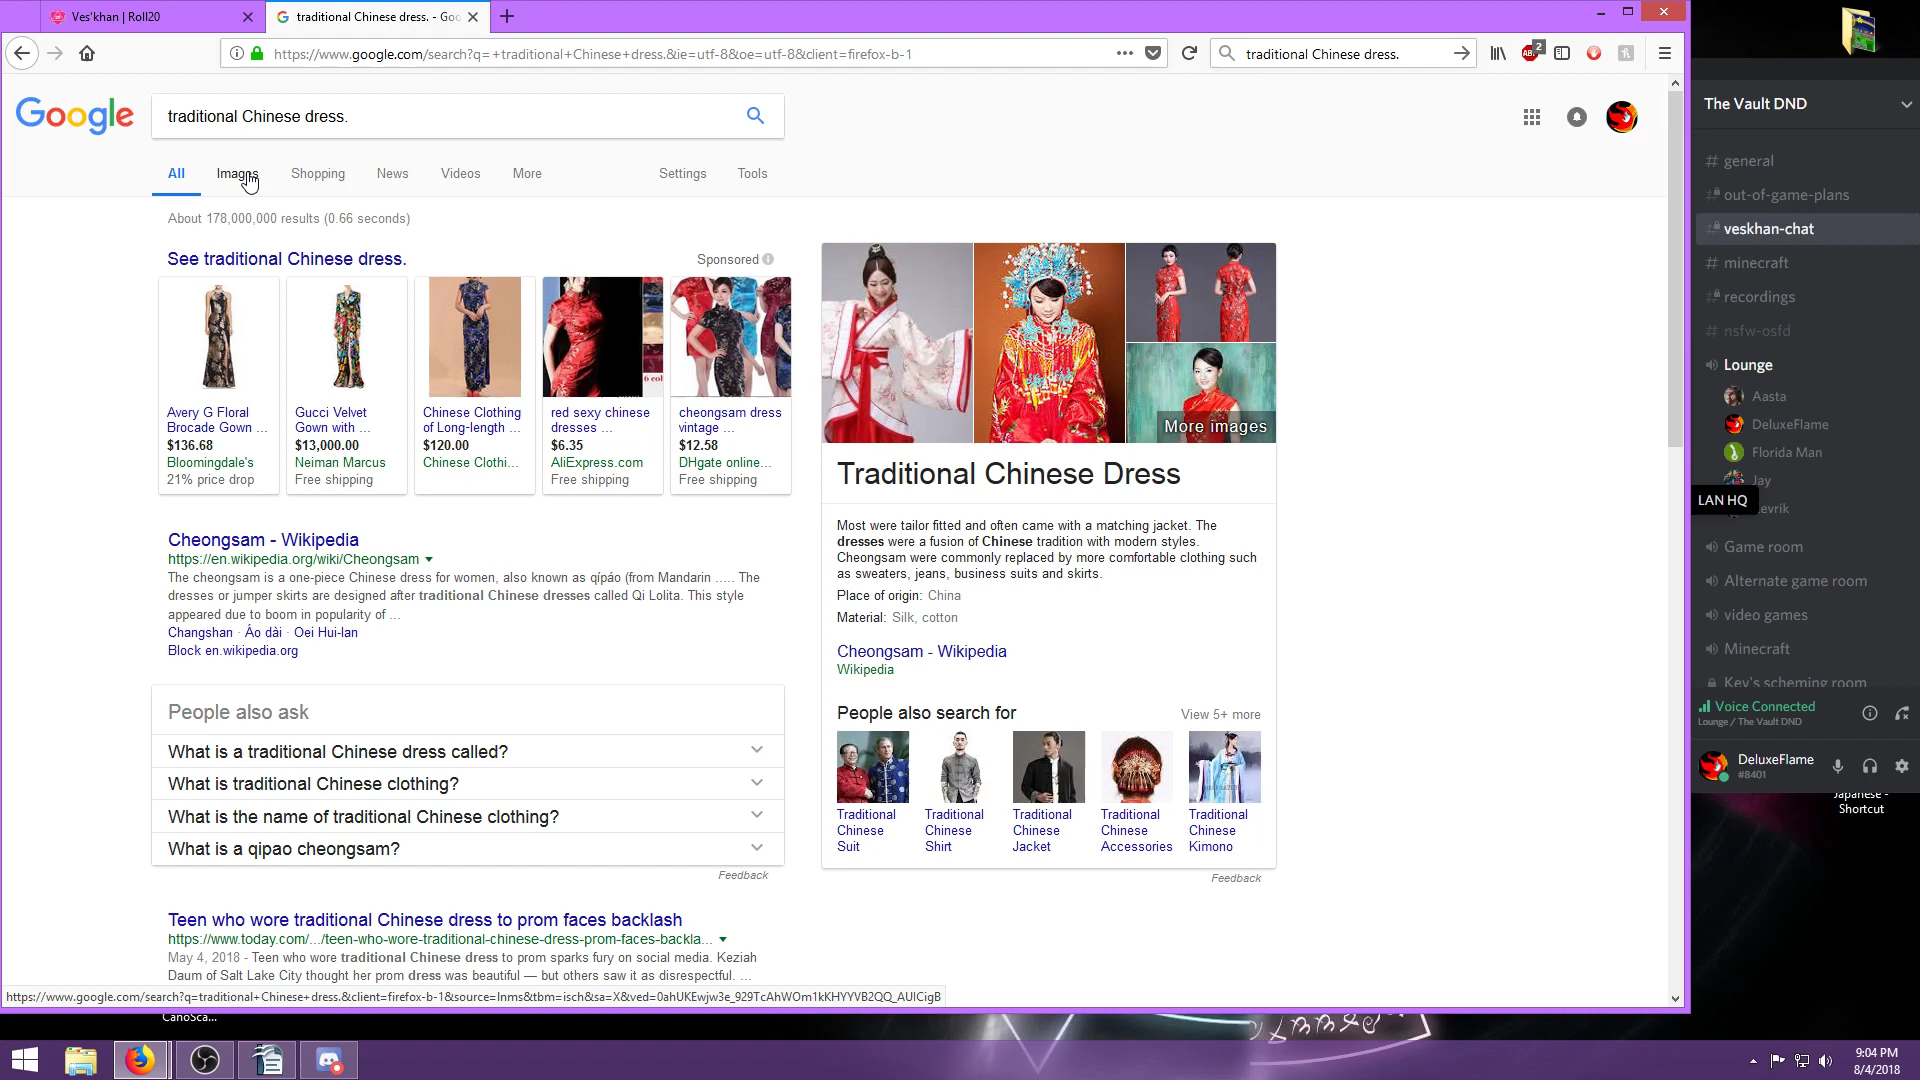 Ves'khan | Roll20
traditional Chinese dress. - Goo
https://www.google.com/search?q=+traditional+Chinese+dress.&ie=utf-8&oe=utf-8&client=firefox-b-1
traditional Chinese dress.
2
Google
traditional Chinese dress.
All
Images
Shopping
News
Videos
More
Settings
Tools
About 178,000,000 results (0.66 seconds)
See traditional Chinese dress.
Sponsored
Avery G Floral
Brocade Gown ...
$136.68
Bloomingdale's
21% price drop
Gucci Velvet
Gown with ...
$13,000.00
Neiman Marcus
Free shipping
Chinese Clothing
of Long-length ...
$120.00
Chinese Clothi...
red sexy chinese
dresses ...
$6.35
AliExpress.com
Free shipping
cheongsam dress
vintage ...
$12.58
DHgate online...
Free shipping
Cheongsam - Wikipedia
https://en.wikipedia.org/wiki/Cheongsam
The cheongsam is a one-piece Chinese dress for women, also known as qípáo (from Mandarin ..... The
dresses or jumper skirts are designed after traditional Chinese dresses called Qi Lolita. This style
appeared due to boom in popularity of ...
Changshan · Áo dài · Oei Hui-lan
Block en.wikipedia.org
People also ask
What is a traditional Chinese dress called?
What is traditional Chinese clothing?
What is the name of traditional Chinese clothing?
What is a qipao cheongsam?
Feedback
Teen who wore traditional Chinese dress to prom faces backlash
https://www.today.com/.../teen-who-wore-traditional-chinese-dress-prom-faces-backla...
May 4, 2018 - Teen who wore traditional Chinese dress to prom sparks fury on social media. Keziah
Daum of Salt Lake City thought her prom dress was beautiful — but others saw it as disrespectful. ...
https://www.google.com/search?q=traditional+Chinese+dress.&client=firefox-b-1&source=lnms&tbm=isch&sa=X&ved=0ahUKEwjw3e_929TcAhWOm1kKHYYVB2QQ_AUICigB
More images
Traditional Chinese Dress
Most were tailor fitted and often came with a matching jacket. The
dresses were a fusion of Chinese tradition with modern styles.
Cheongsam were commonly replaced by more comfortable clothing such
as sweaters, jeans, business suits and skirts.
Place of origin: China
Material: Silk, cotton
Cheongsam - Wikipedia
Wikipedia
People also search for
View 5+ more
Traditional
Chinese
Suit
Traditional
Chinese
Shirt
Traditional
Chinese
Jacket
Traditional
Chinese
Accessories
Traditional
Chinese
Kimono
Feedback
The Vault DND
# general
out-of-game-plans
veskhan-chat
# minecraft
recordings
# nsfw-osfd
Lounge
Aasta
DeluxeFlame
Florida Man
Jay
LAN HQ
evrik
Game room
Alternate game room
video games
Minecraft
Kev's scheming room
Voice Connected
Lounge / The Vault DND
DeluxeFlame
#8401
Japanese -
Shortcut
CanoSca...
9:04 PM
8/4/2018